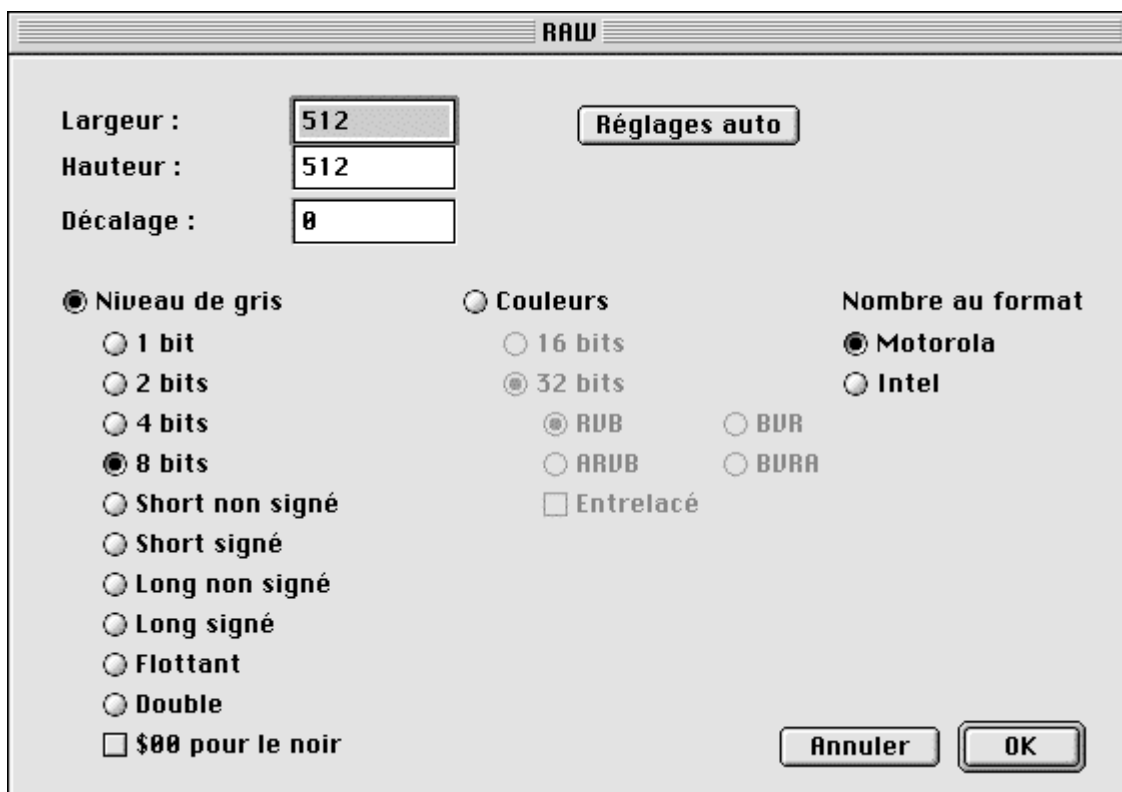 RAW
Largeur : 512
Réglages auto
Hauteur : 512
Décalage : 0
Niveau de gris
1 bit
2 bits
4 bits
8 bits
Short non signé
Short signé
Long non signé
Long signé
Flottant
Double
$00 pour le noir
Couleurs
16 bits
32 bits
RVB BVR
ARVB BVRA
Entrelacé
Nombre au format
Motorola
Intel
Annuler OK